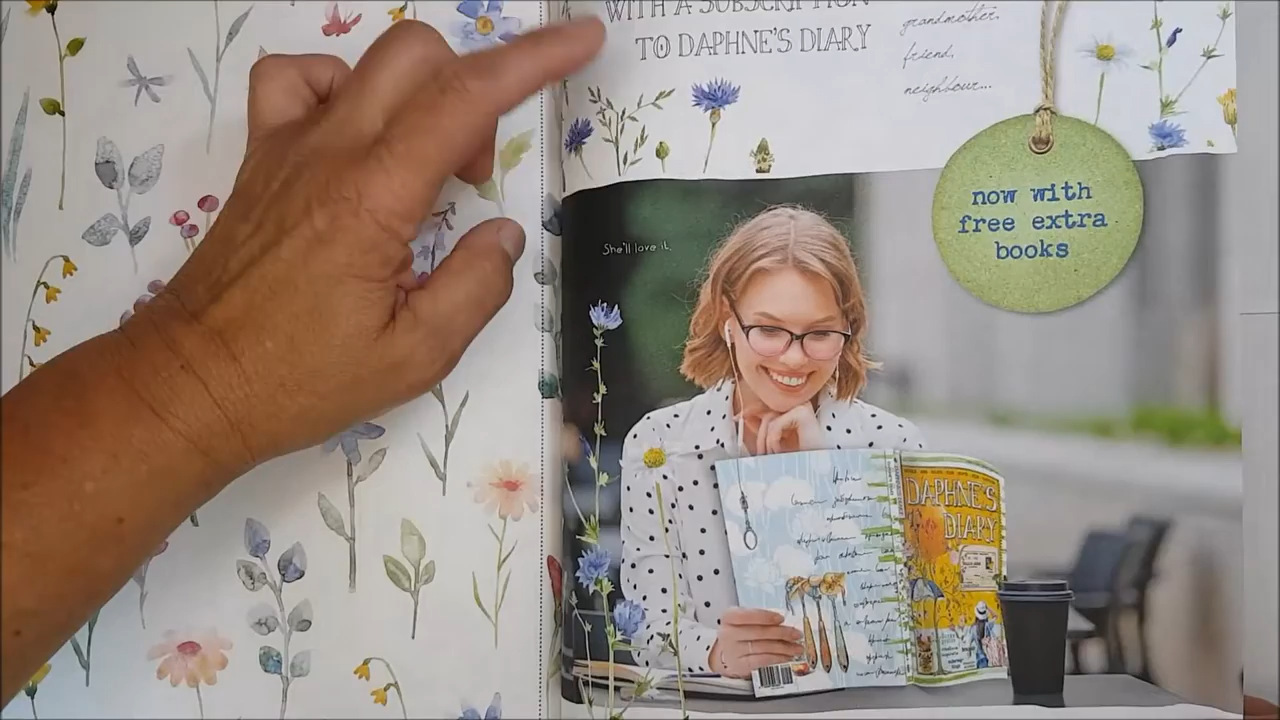 WITH A SUBSCRIPTION
TO DAPHNE'S DIARY
grandmother,
friend,
neighbour...
now with
free extra
books
She'll love it.
DAPHNE'S
DIARY